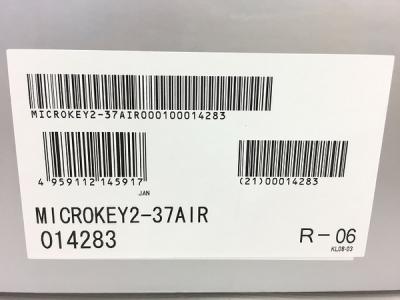 MICROKEY2-37AIR000100014283
4 959112 145917
JAN
(21)00014283
MICROKEY2-37AIR
014283
R-06
KL08-03